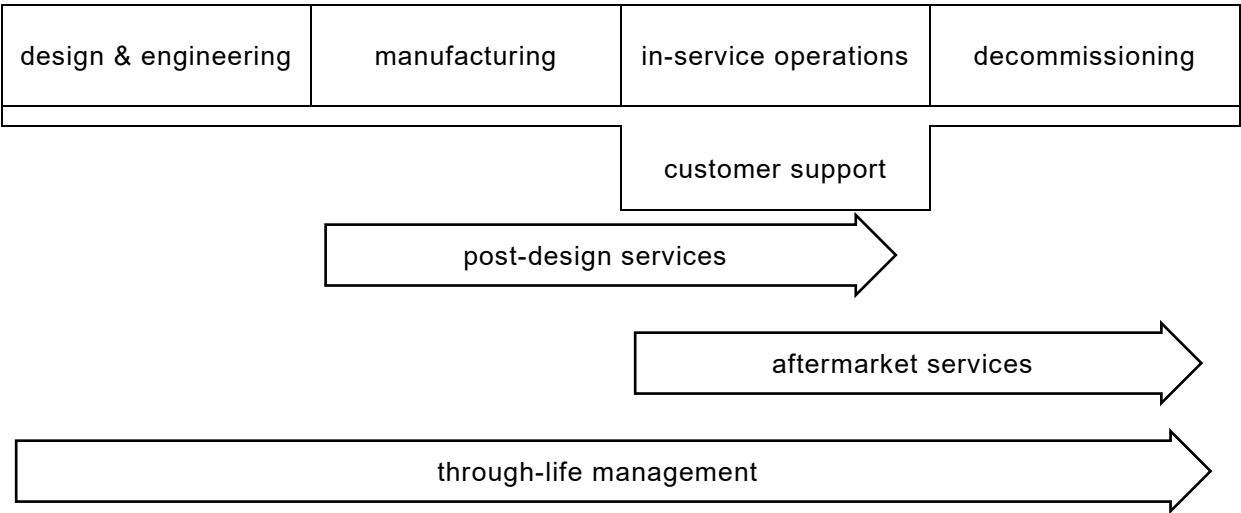 design & engineering
manufacturing
in-service operations
decommissioning
customer support
post-design services
aftermarket services
through-life management